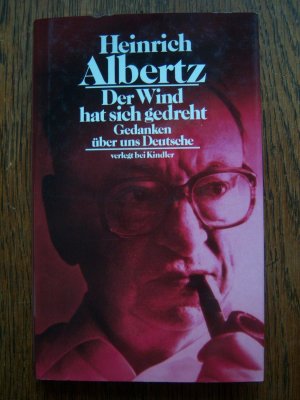 Heinrich
Albertz
Der Wind
hat sich gedreht
Gedanken
über uns Deutsche
verlegt bei Kindler